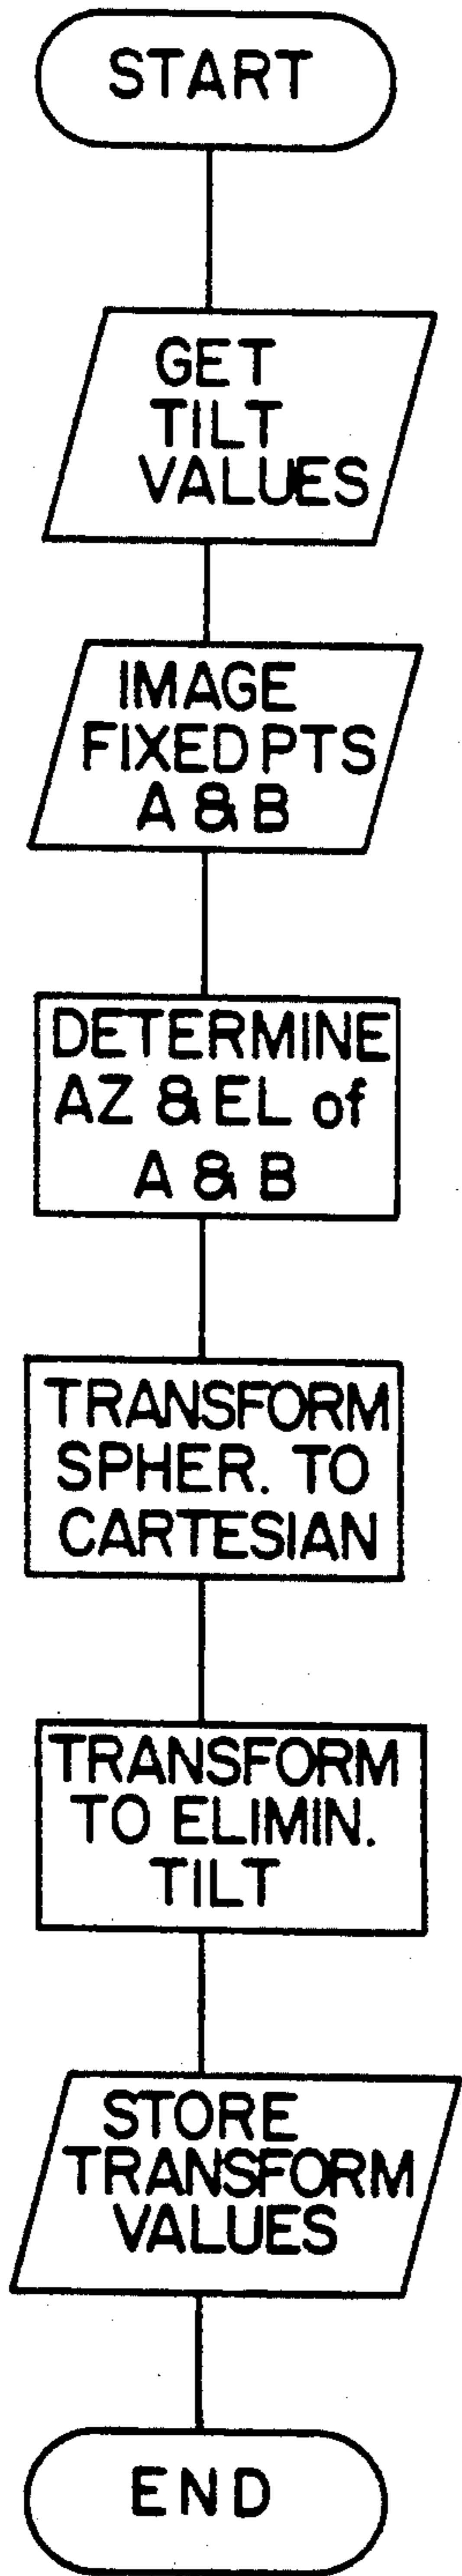 START
GET
TILT
VALUES
IMAGE
FIXED PTS
A & B
DETERMINE
AZ & EL of
A & B
TRANSFORM
SPHER. TO
CARTESIAN
TRANSFORM
TO ELIMIN.
TILT
STORE
TRANSFORM
VALUES
END